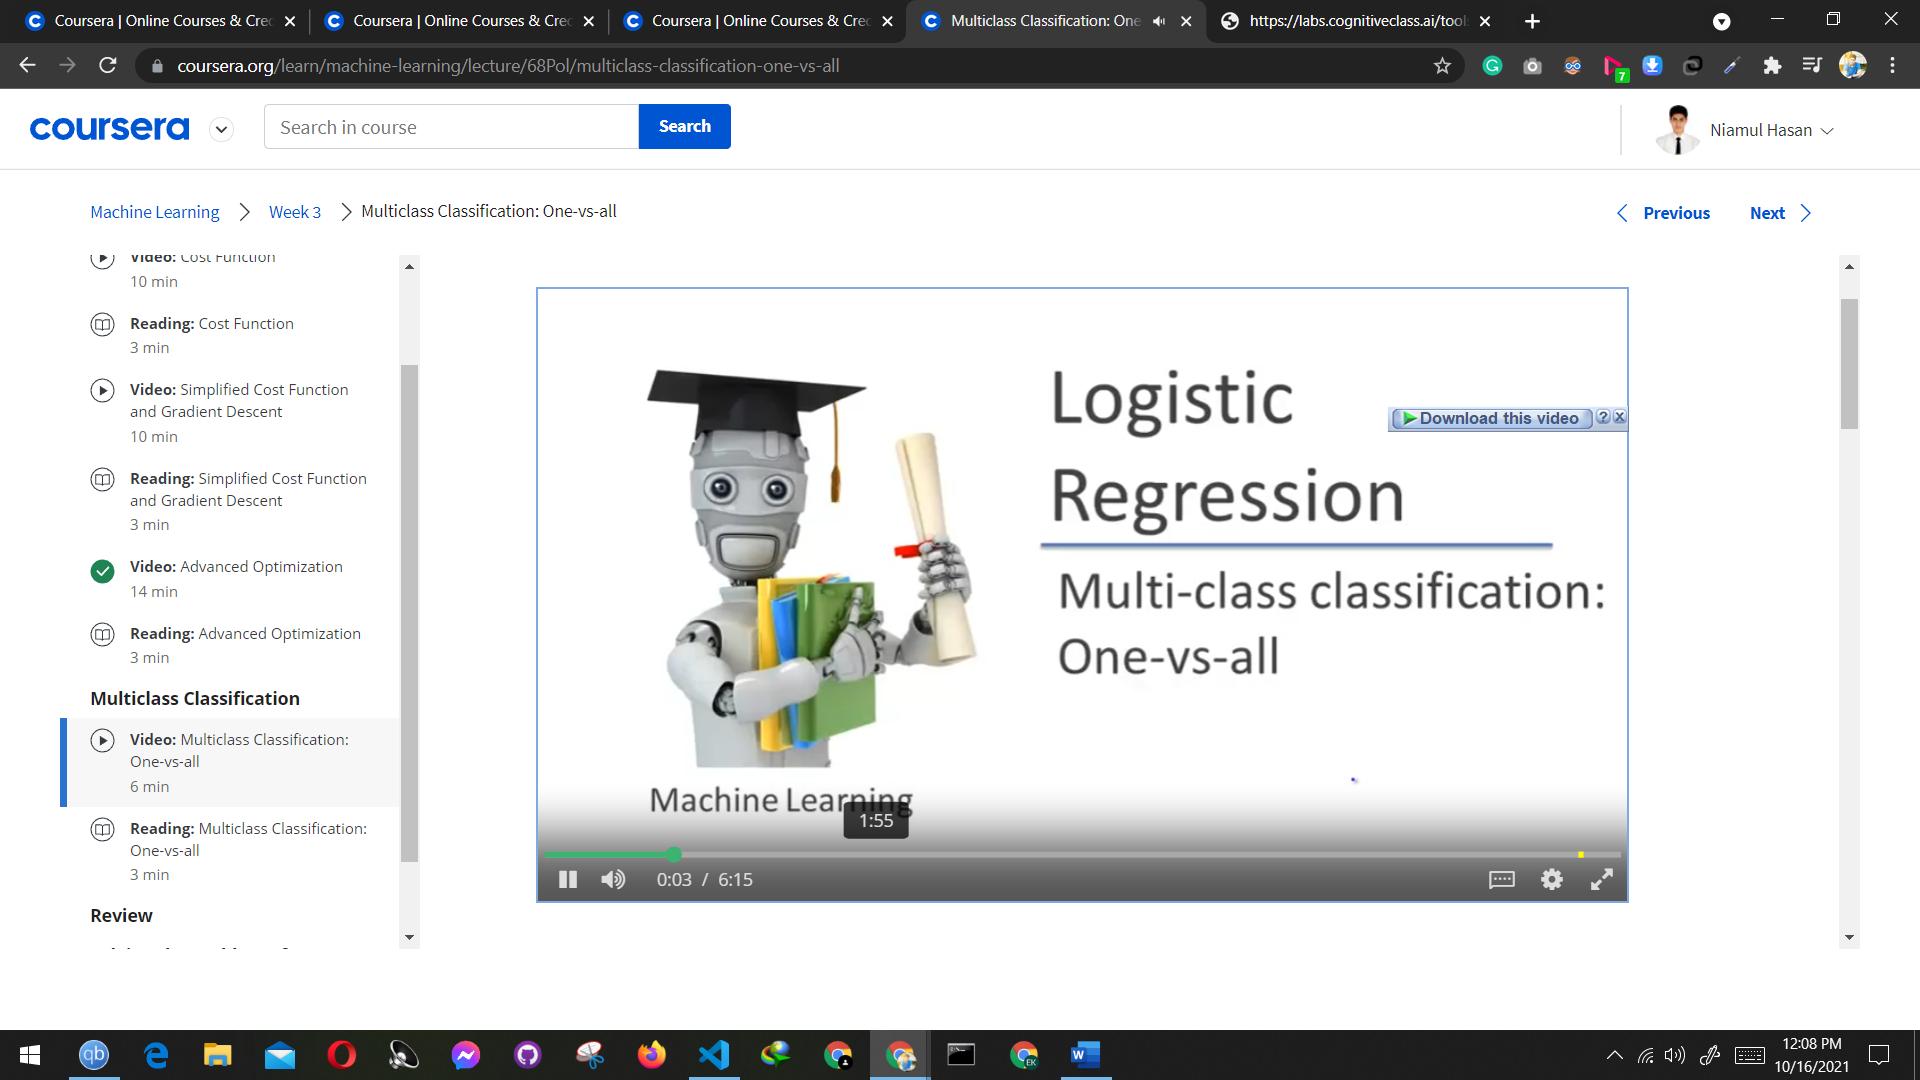 Coursera | Online Courses & Crec
Coursera | Online Courses & Crec
Coursera | Online Courses & Crec
Multiclass Classification: One
https://labs.cognitiveclass.ai/tool
coursera.org/learn/machine-learning/lecture/68Pol/multiclass-classification-one-vs-all
7
coursera
Search in course
Search
Niamul Hasan
Machine Learning
Week 3
Multiclass Classification: One-vs-all
Previous
Next
Video: Cost Function
10 min
Reading: Cost Function
3 min
Video: Simplified Cost Function
and Gradient Descent
10 min
Reading: Simplified Cost Function
and Gradient Descent
3 min
Video: Advanced Optimization
14 min
Reading: Advanced Optimization
3 min
Multiclass Classification
Video: Multiclass Classification:
One-vs-all
6 min
Reading: Multiclass Classification:
One-vs-all
3 min
Review
Logistic
Regression
Download this video
Multi-class classification:
One-vs-all
Machine Learning
1:55
0:03 / 6:15
qb
EK
W
12:08 PM
10/16/2021